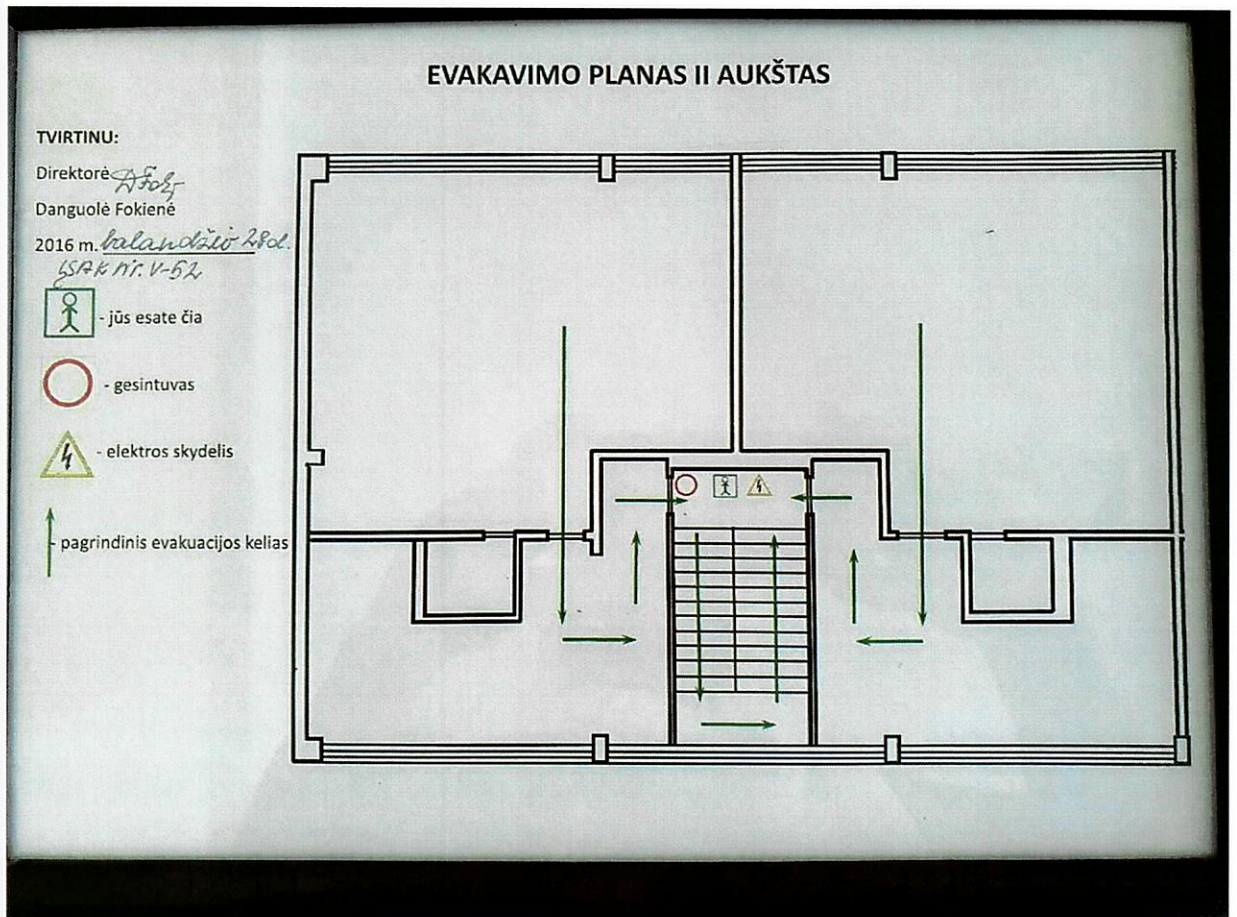 EVAKAVIMO PLANAS II AUKŠTAS
TVIRTINU:
Direktorė
Danguolė Fokienė
2016 m. balandžio 28 d.
ĮSAK Nr. V-52
- jūs esate čia
- gesintuvas
- elektros skydelis
- pagrindinis evakuacijos kelias